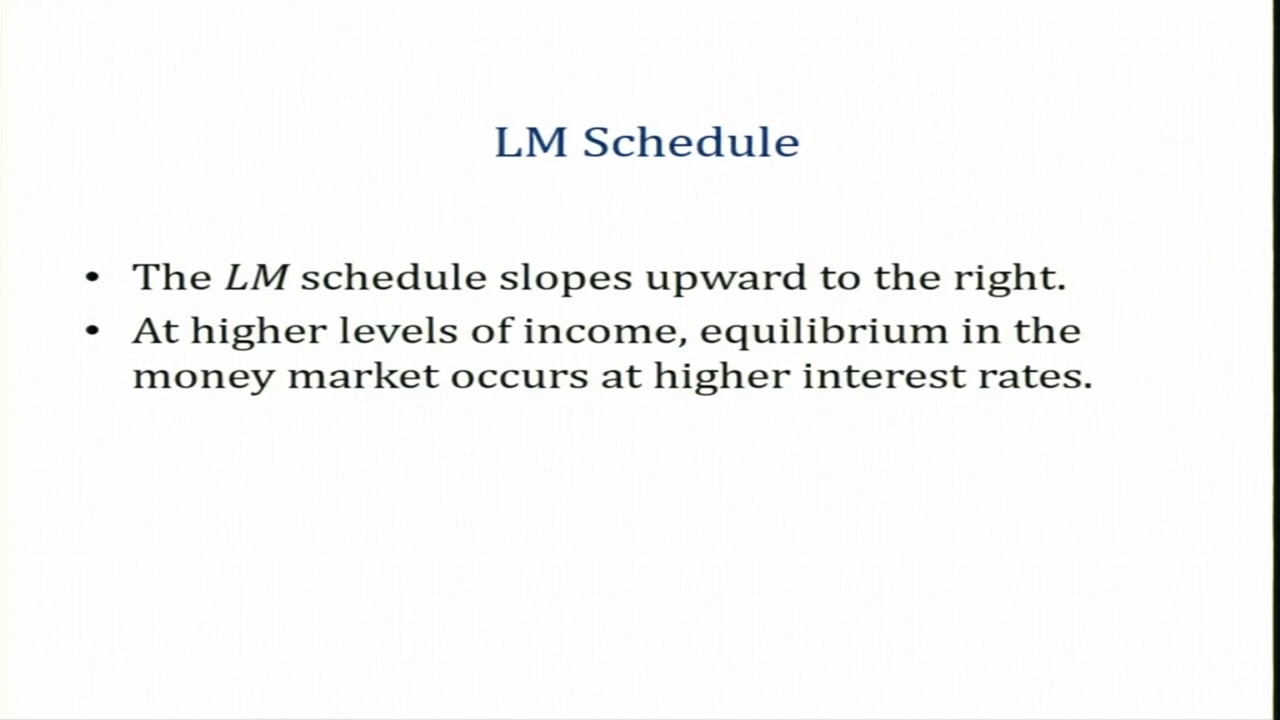 LM Schedule
• The LM schedule slopes upward to the right.
• At higher levels of income, equilibrium in the
money market occurs at higher interest rates.